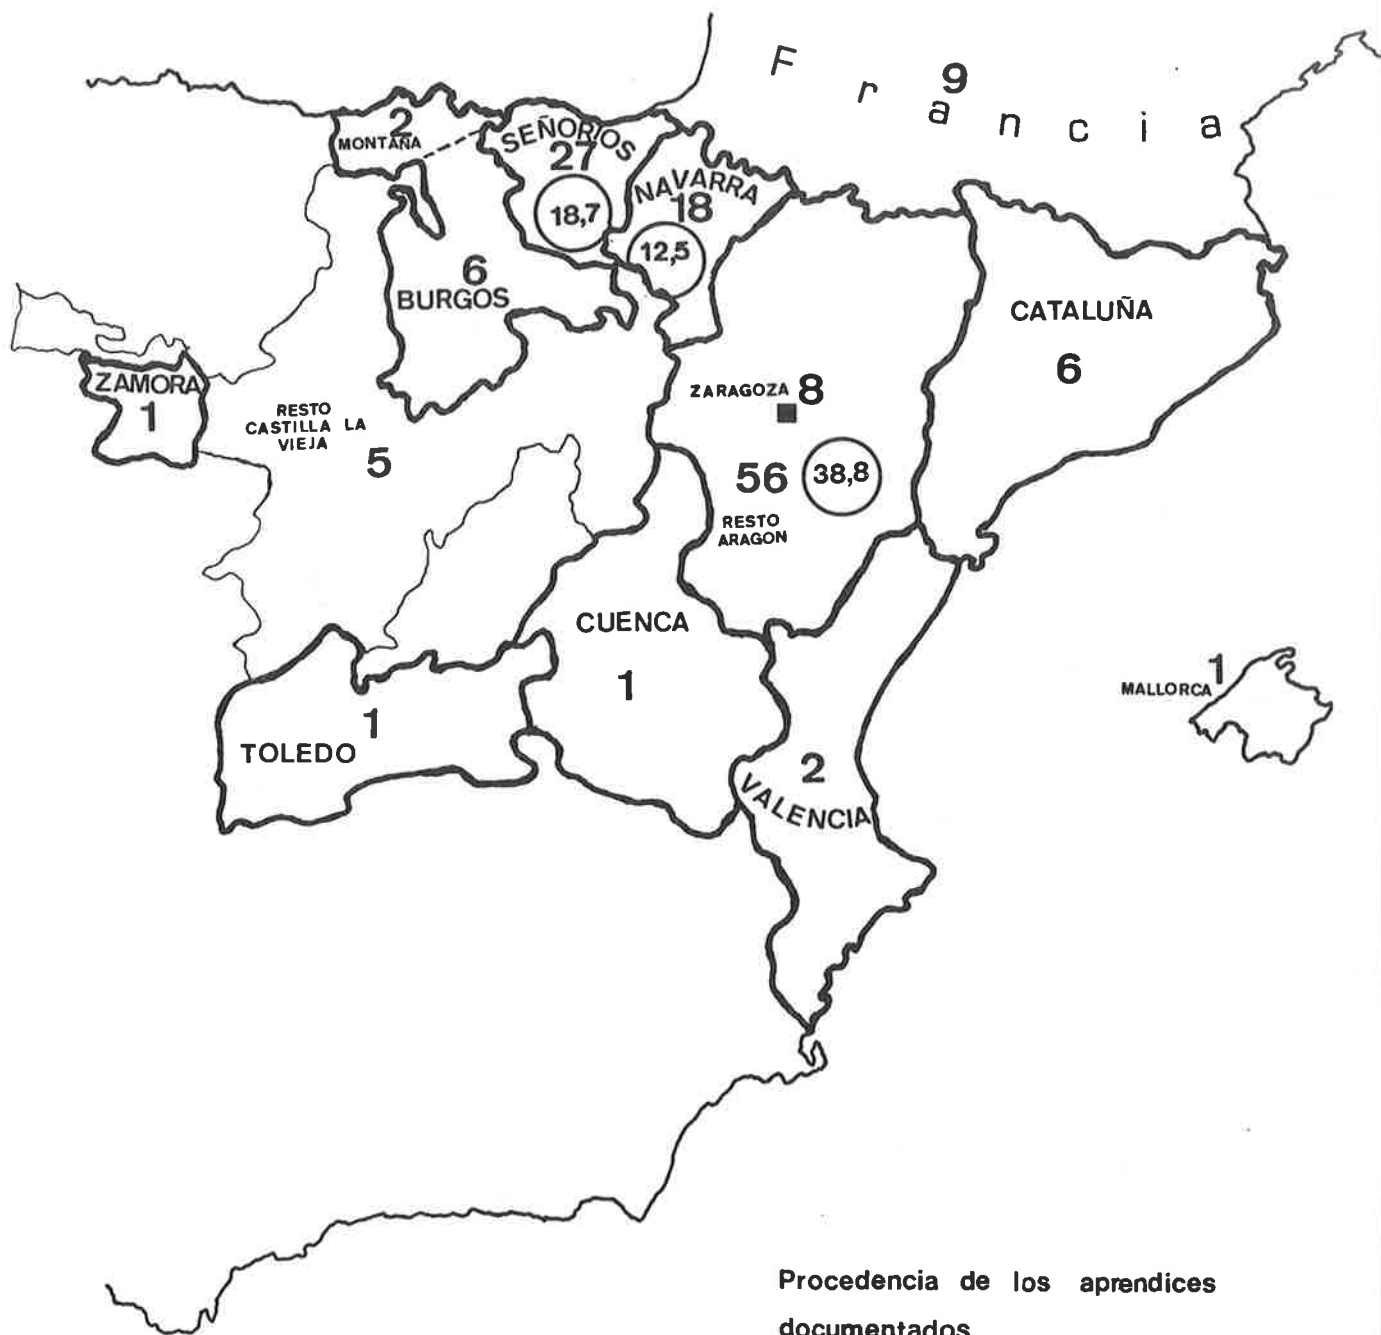 F r a n c i a
9
2
MONTAÑA
SEÑORIOS
27
18,7
NAVARRA
18
12,5
6
BURGOS
CATALUÑA
6
ZAMORA
1
ZARAGOZA 8
RESTO
CASTILLA LA
VIEJA
5
56
38,8
RESTO
ARAGON
CUENCA
1
1
TOLEDO
1
MALLORCA
2
VALENCIA
Procedencia de los aprendices
documentados